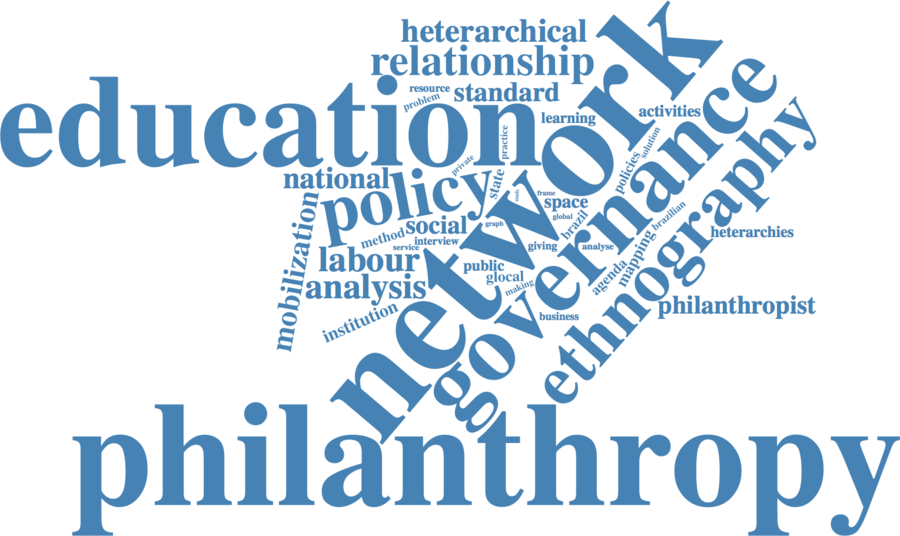 heterarchical
relationship
resource
problem
standard
education
network
learning
activities
governance
ethnography
practice
private
solution
national
policy
state
policies
frame
space
global
brazil
brazilian
mobilization
social
graph
method
interview
service
giving
analyse
heterarchies
labour
public
glocal
mapping
agenda
analysis
making
institution
business
philanthropist
philanthropy